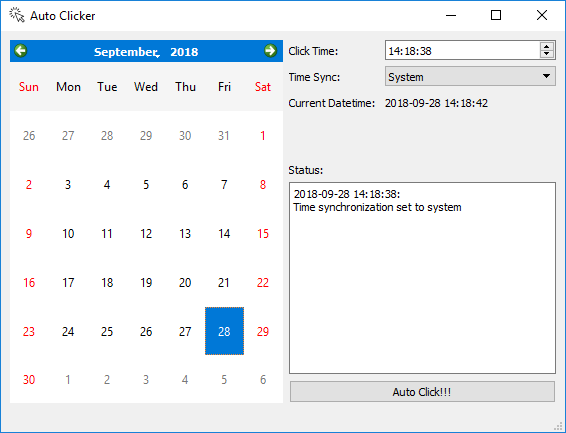 Auto Clicker
September, 2018
Sun Mon Tue Wed Thu Fri Sat
26 27 28 29 30 31 1
2 3 4 5 6 7 8
9 10 11 12 13 14 15
16 17 18 19 20 21 22
23 24 25 26 27 28 29
30 1 2 3 4 5 6
Click Time: 14:18:38
Time Sync: System
Current Datetime: 2018-09-28 14:18:42
Status:
2018-09-28 14:18:38:
Time synchronization set to system
Auto Click!!!